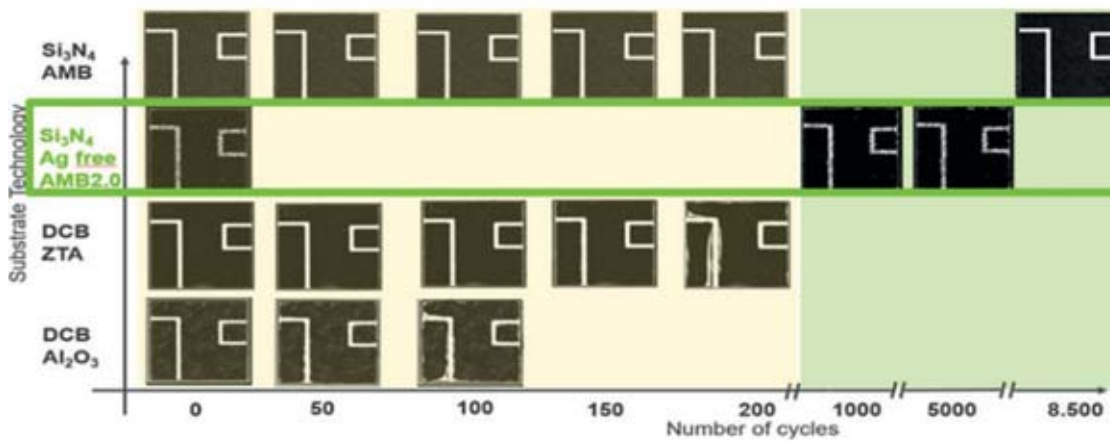 Si₃N₄
AMB
Si₃N₄
Ag free
AMB2.0
DCB
ZTA
DCB
Al₂O₃
Substrate Technology
0 50 100 150 200 1000 5000 8.500
Number of cycles